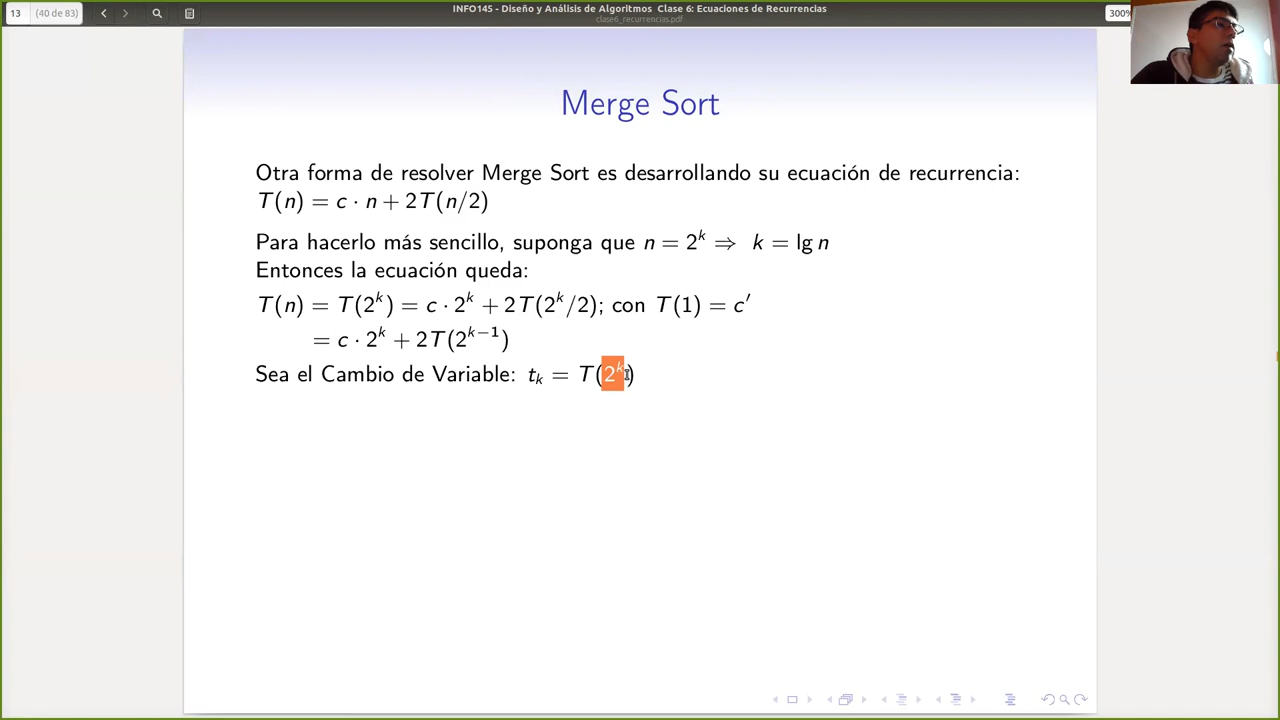 13 (40 de 83)
INFO145 - Diseño y Análisis de Algoritmos Clase 6: Ecuaciones de Recurrencias
clase6_recurrencias.pdf
300%
Merge Sort
Otra forma de resolver Merge Sort es desarrollando su ecuación de recurrencia:
T(n) = c · n + 2T(n/2)
Para hacerlo más sencillo, suponga que n = 2^k ⇒ k = lg n
Entonces la ecuación queda:
T(n) = T(2^k) = c · 2^k + 2T(2^k/2); con T(1) = c′
= c · 2^k + 2T(2^{k−1})
Sea el Cambio de Variable: t_k = T(2^k)